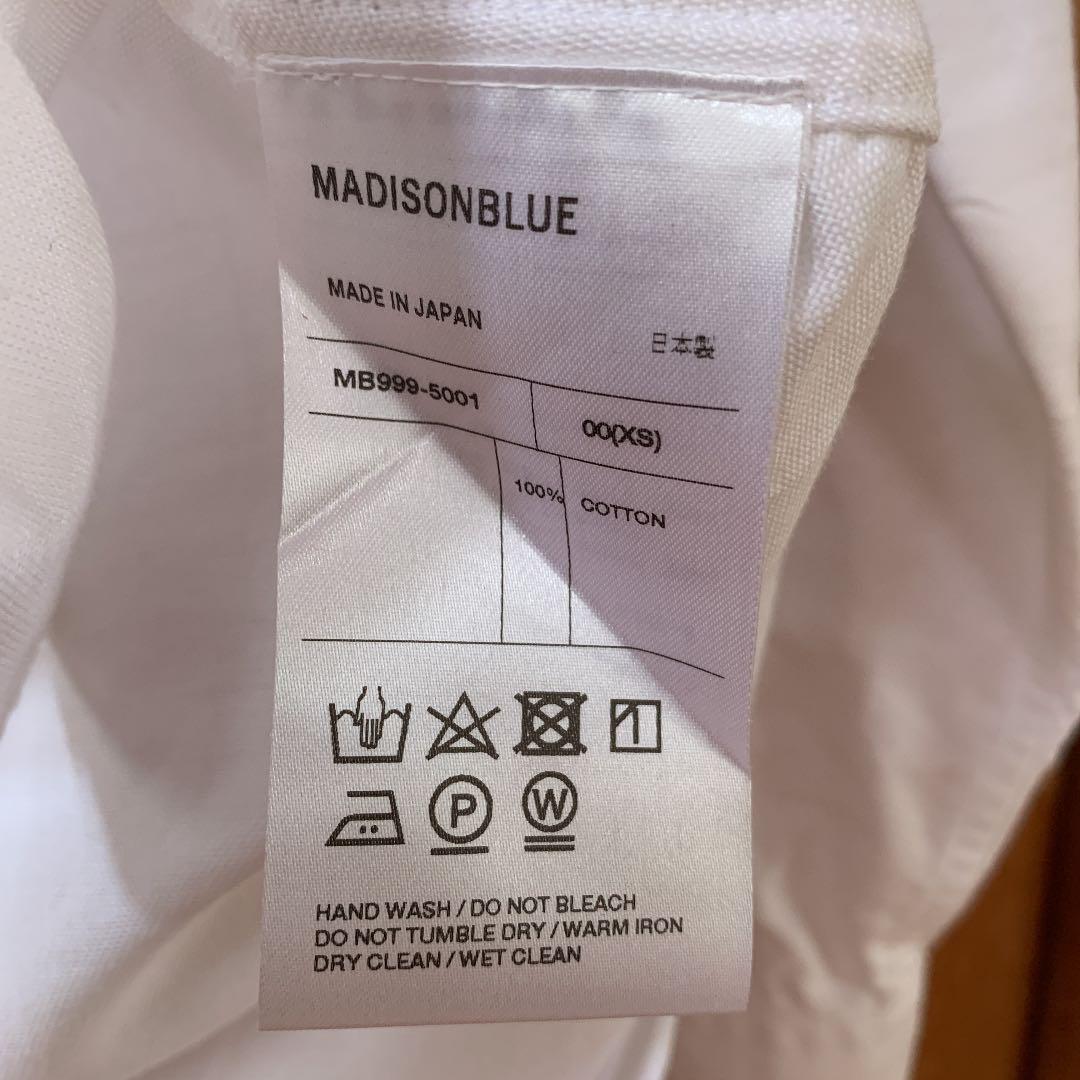 MADISONBLUE
MADE IN JAPAN
日本製
MB999-5001
00(XS)
100%
COTTON
P
W
HAND WASH / DO NOT BLEACH
DO NOT TUMBLE DRY / WARM IRON
DRY CLEAN / WET CLEAN